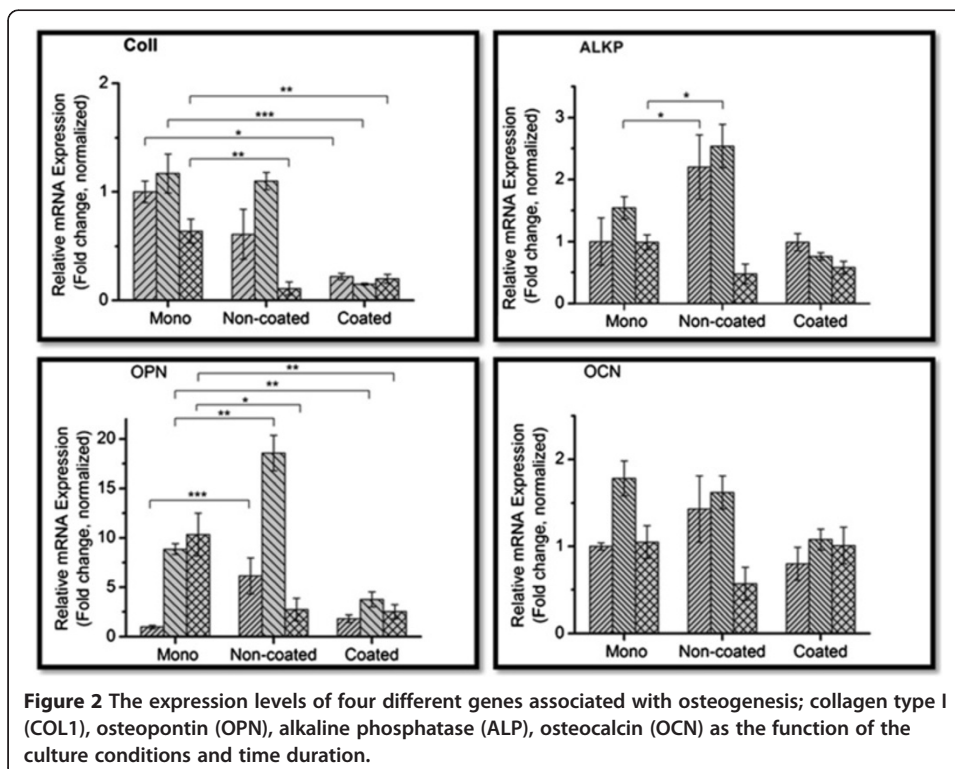 ColI
Relative mRNA Expression
(Fold change, normalized)
2
1
0
**
***
*
**
Mono Non-coated Coated
ALKP
Relative mRNA Expression
(Fold change, normalized)
3
2
1
0
*
*
Mono Non-coated Coated
OPN
Relative mRNA Expression
(Fold change, normalized)
20
15
10
5
0
**
**
*
**
***
Mono Non-coated Coated
OCN
Relative mRNA Expression
(Fold change, normalized)
2
1
0
Mono Non-coated Coated
Figure 2 The expression levels of four different genes associated with osteogenesis; collagen type I
(COL1), osteopontin (OPN), alkaline phosphatase (ALP), osteocalcin (OCN) as the function of the
culture conditions and time duration.